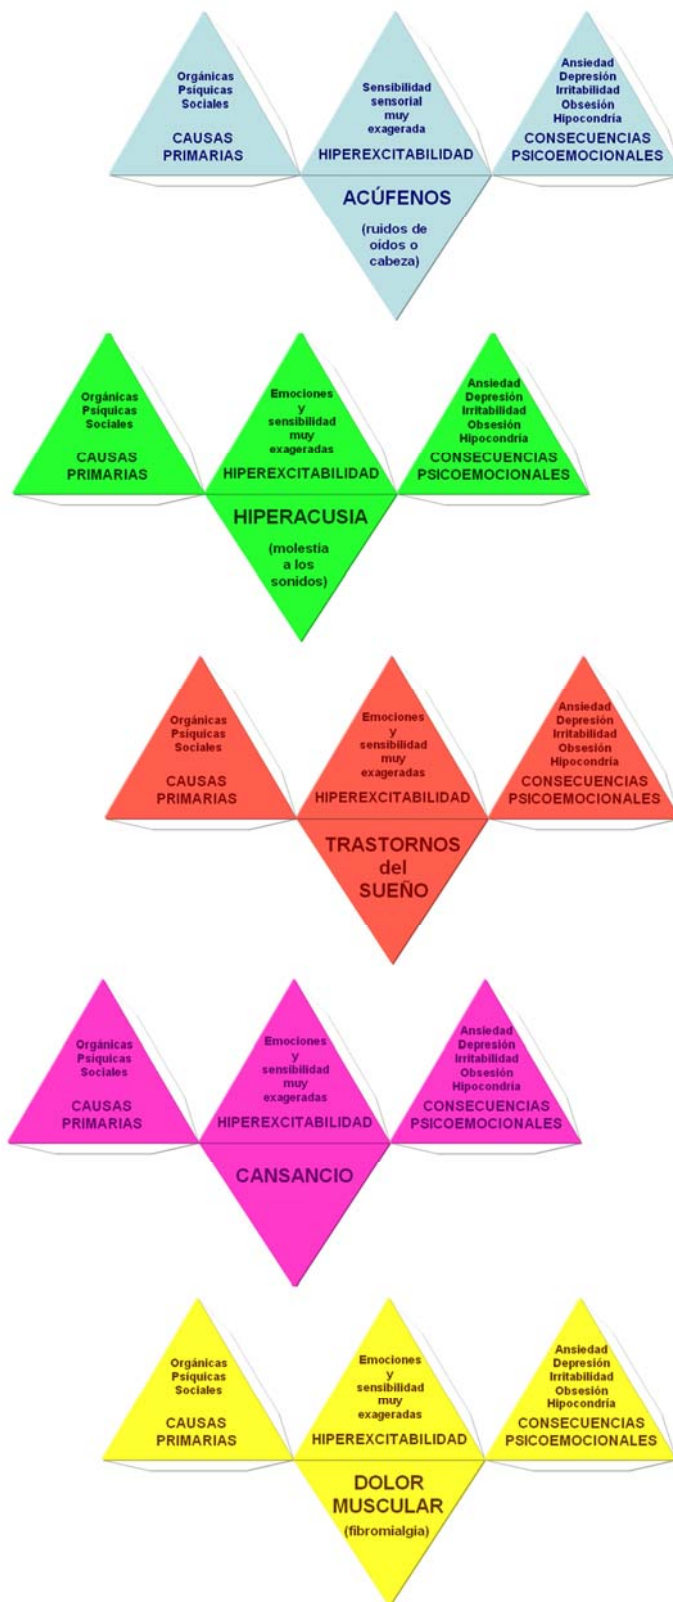 Orgánicas
Psíquicas
Sociales
CAUSAS
PRIMARIAS
Sensibilidad
sensorial
muy
exagerada
HIPEREXCITABILIDAD
Ansiedad
Depresión
Irritabilidad
Obsesión
Hipocondría
CONSECUENCIAS
PSICOEMOCIONALES
ACÚFENOS
(ruidos de
oídos o
cabeza)
Orgánicas
Psíquicas
Sociales
CAUSAS
PRIMARIAS
Emociones
y
sensibilidad
muy
exageradas
HIPEREXCITABILIDAD
Ansiedad
Depresión
Irritabilidad
Obsesión
Hipocondría
CONSECUENCIAS
PSICOEMOCIONALES
HIPERACUSIA
(molestia
a los
sonidos)
Orgánicas
Psíquicas
Sociales
CAUSAS
PRIMARIAS
Emociones
y
sensibilidad
muy
exageradas
HIPEREXCITABILIDAD
Ansiedad
Depresión
Irritabilidad
Obsesión
Hipocondría
CONSECUENCIAS
PSICOEMOCIONALES
TRASTORNOS
del
SUEÑO
Orgánicas
Psíquicas
Sociales
CAUSAS
PRIMARIAS
Emociones
y
sensibilidad
muy
exageradas
HIPEREXCITABILIDAD
Ansiedad
Depresión
Irritabilidad
Obsesión
Hipocondría
CONSECUENCIAS
PSICOEMOCIONALES
CANSANCIO
Orgánicas
Psíquicas
Sociales
CAUSAS
PRIMARIAS
Emociones
y
sensibilidad
muy
exageradas
HIPEREXCITABILIDAD
Ansiedad
Depresión
Irritabilidad
Obsesión
Hipocondría
CONSECUENCIAS
PSICOEMOCIONALES
DOLOR
MUSCULAR
(fibromialgia)